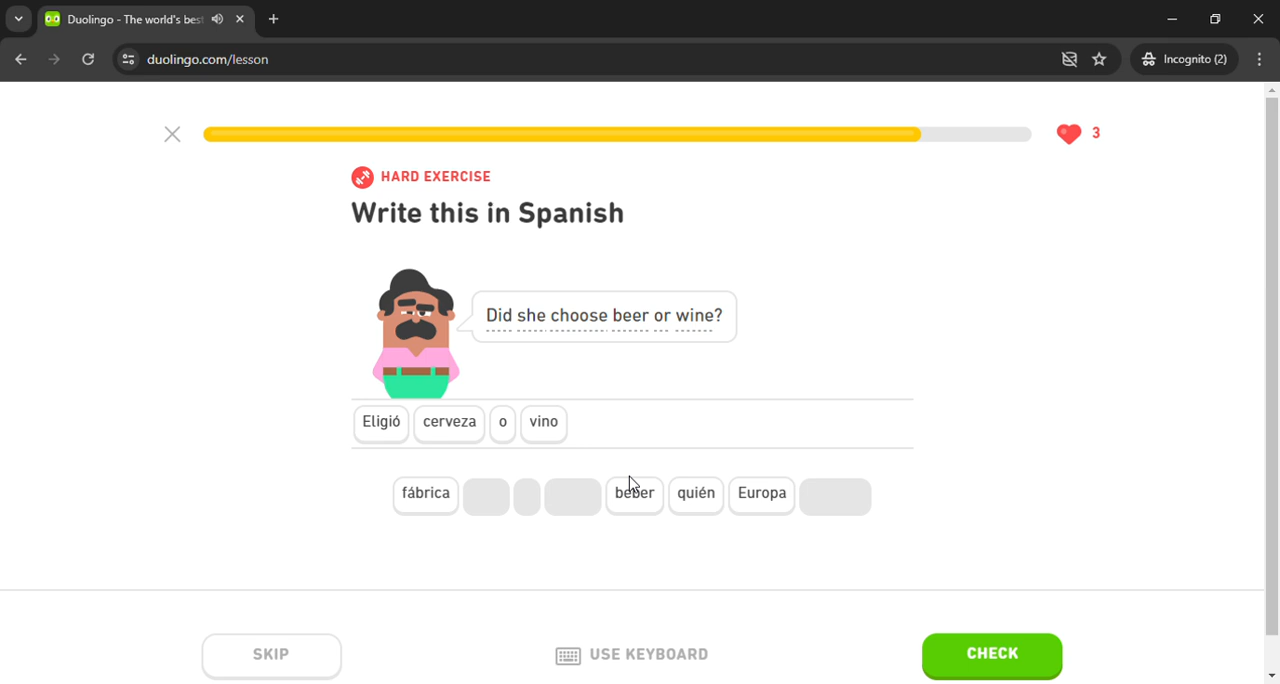 Duolingo - The world's bes
duolingo.com/lesson
Incognito (2)
3
HARD EXERCISE
Write this in Spanish
Did she choose beer or wine?
Eligió cerveza o vino
fábrica beber quién Europa
SKIP
USE KEYBOARD
CHECK